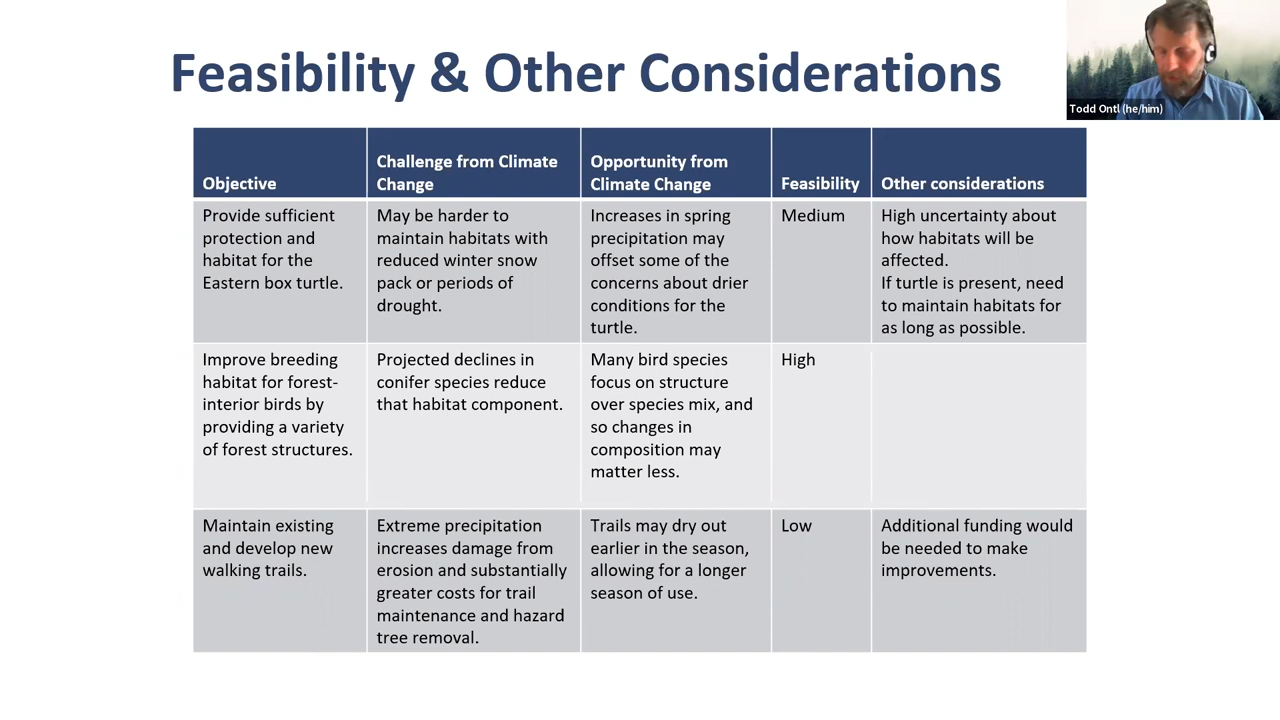 Feasibility & Other Considerations
Todd Ontl (he/him)
Objective
Challenge from Climate
Change
Opportunity from
Climate Change
Feasibility
Other considerations
Provide sufficient
protection and
habitat for the
Eastern box turtle.
May be harder to
maintain habitats with
reduced winter snow
pack or periods of
drought.
Increases in spring
precipitation may
offset some of the
concerns about drier
conditions for the
turtle.
Medium
High uncertainty about
how habitats will be
affected.
If turtle is present, need
to maintain habitats for
as long as possible.
Improve breeding
habitat for forest-
interior birds by
providing a variety
of forest structures.
Projected declines in
conifer species reduce
that habitat component.
Many bird species
focus on structure
over species mix, and
so changes in
composition may
matter less.
High
Maintain existing
and develop new
walking trails.
Extreme precipitation
increases damage from
erosion and substantially
greater costs for trail
maintenance and hazard
tree removal.
Trails may dry out
earlier in the season,
allowing for a longer
season of use.
Low
Additional funding would
be needed to make
improvements.